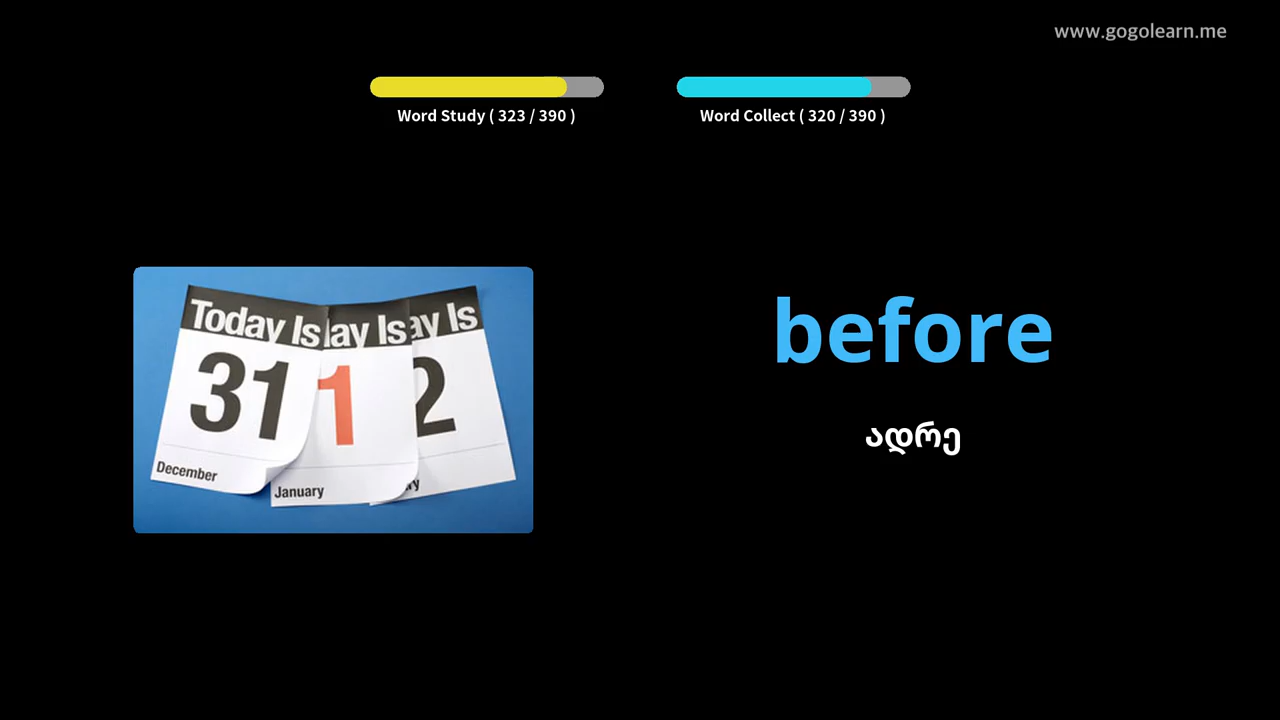 www.gogolearn.me
Word Study ( 323 / 390 )
Word Collect ( 320 / 390 )
Today Is
ay Is
ay Is
31
1
2
December
January
before
ადრე